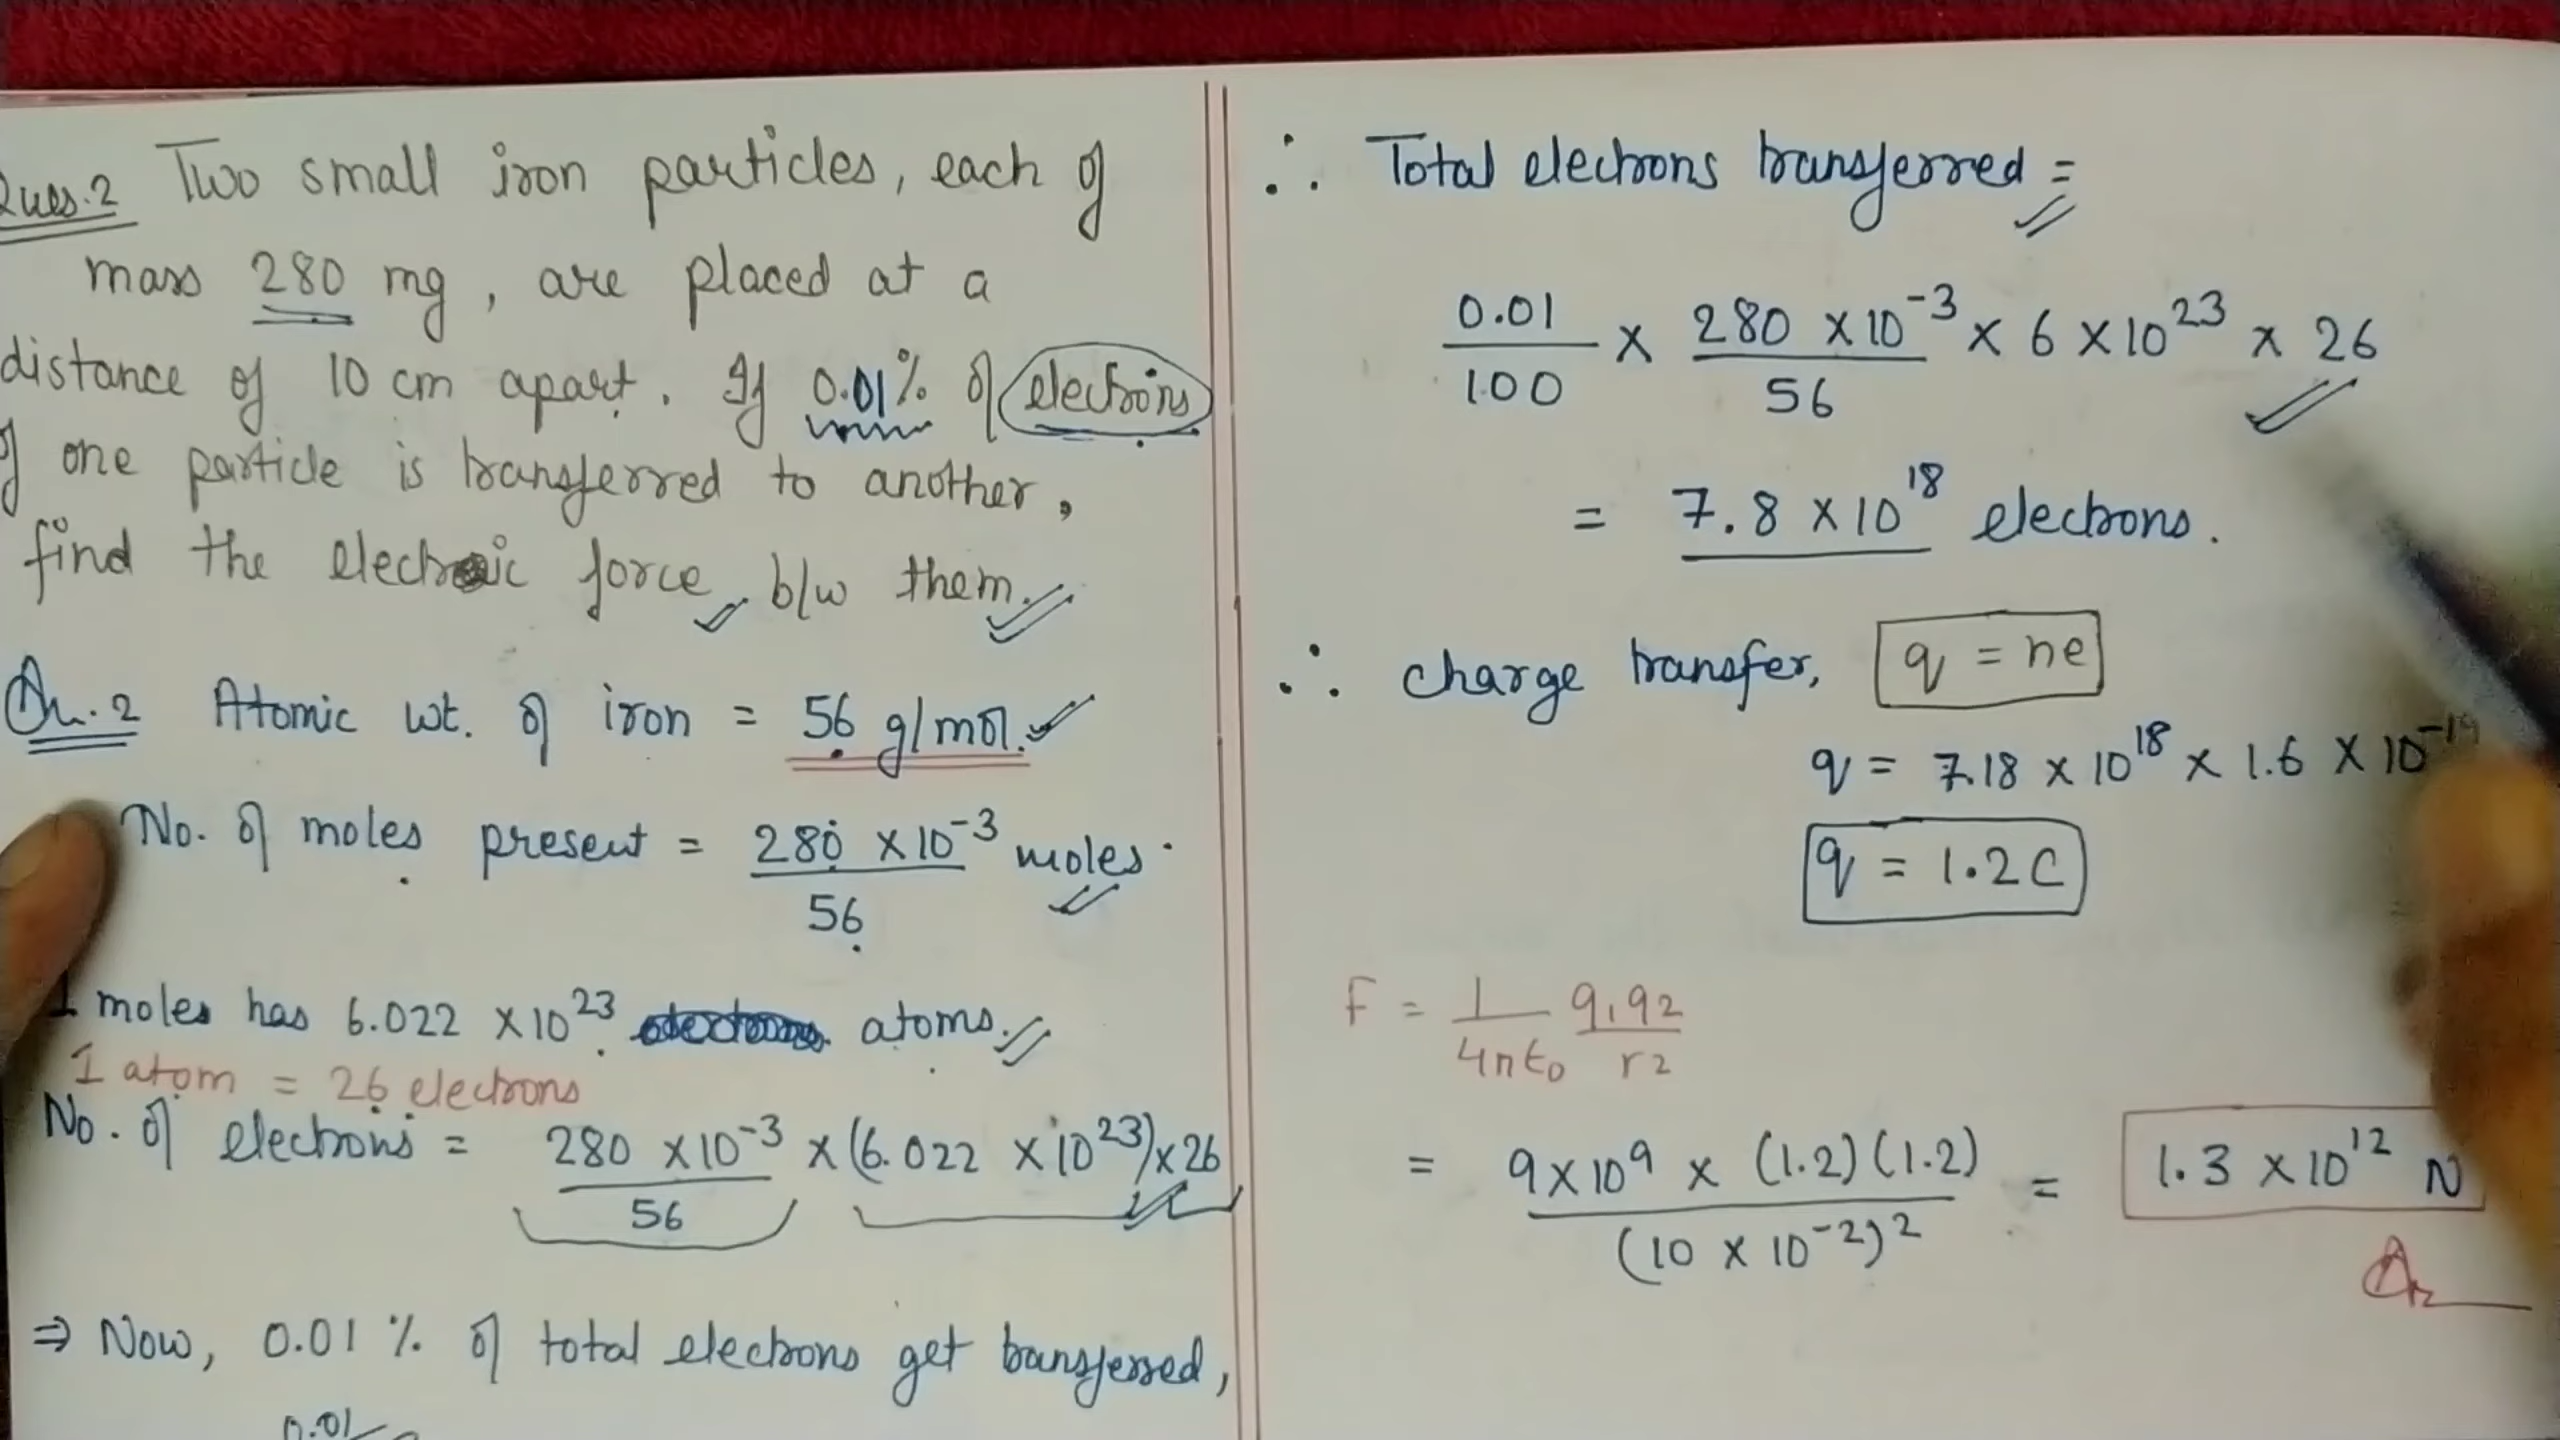 Ques.2 Two small iron particles, each of
mass 280 mg, are placed at a
distance of 10 cm apart. If 0.01% of electrons
of one particle is transferred to another,
find the electric force b/w them.
An.2 Atomic wt. of iron = 56 g/mol.
No. of moles present = 280 × 10⁻³ moles.
56
1 moles has 6.022 × 10²³ atoms.
1 atom = 26 electrons
No. of electrons = 280 × 10⁻³ × (6.022 × 10²³) × 26
56
⇒ Now, 0.01 % of total electrons get transferred,
0.01
∴ Total electrons transferred =
0.01 × 280 × 10⁻³ × 6 × 10²³ × 26
100 56
= 7.8 × 10¹⁸ electrons.
∴ charge transfer, q = ne
q = 7.18 × 10¹⁸ × 1.6 × 10⁻¹⁹
q = 1.2 C
F = 1 q1q2
4πε0 r2
= 9 × 10⁹ × (1.2) (1.2) = 1.3 × 10¹² N
(10 × 10⁻²)²
An